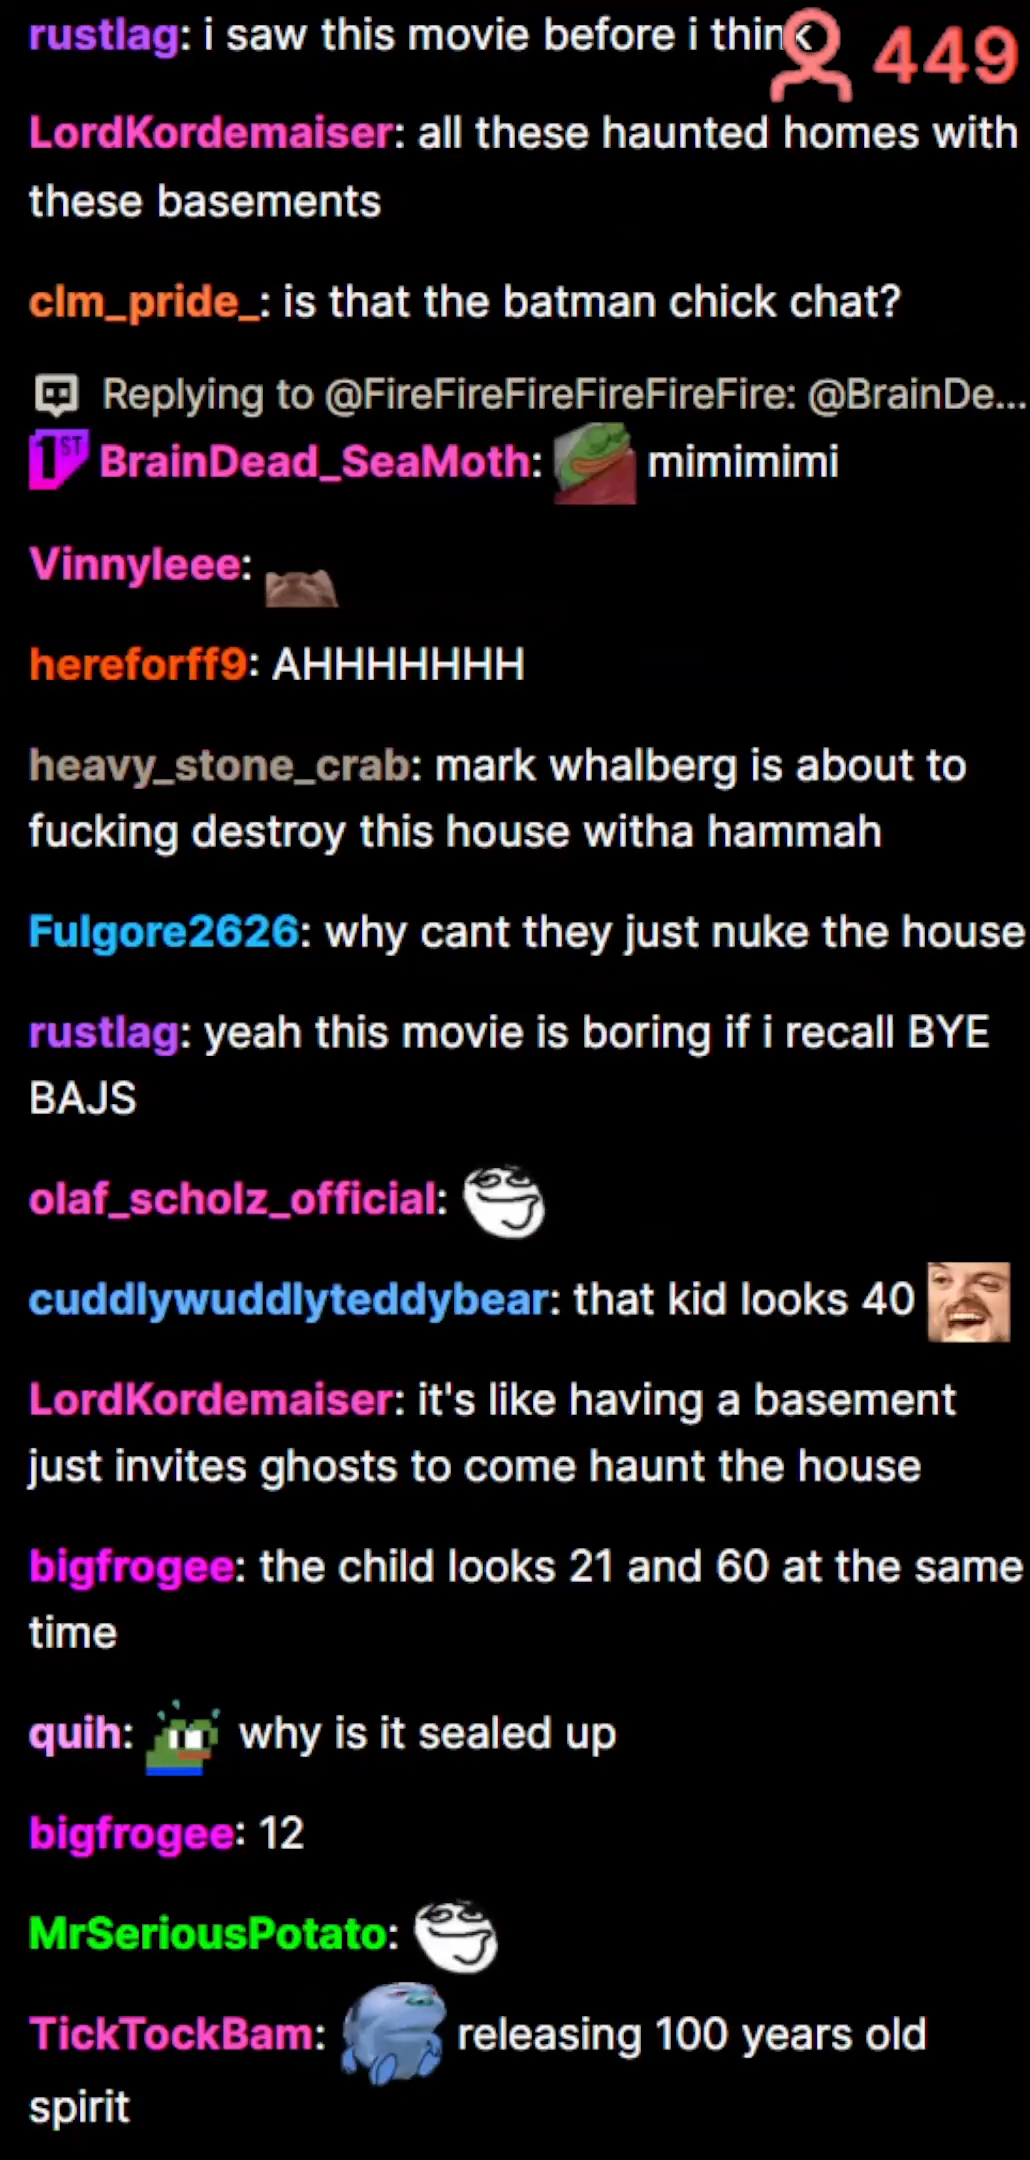 rustlag: i saw this movie before i think
449
LordKordemaiser: all these haunted homes with
these basements
clm_pride_: is that the batman chick chat?
Replying to @FireFireFireFireFireFire: @BrainDe...
1ST BrainDead_SeaMoth: mimimimi
Vinnyleee:
hereforff9: AHHHHHHH
heavy_stone_crab: mark whalberg is about to
fucking destroy this house witha hammah
Fulgore2626: why cant they just nuke the house
rustlag: yeah this movie is boring if i recall BYE
BAJS
olaf_scholz_official:
cuddlywuddlyteddybear: that kid looks 40
LordKordemaiser: it's like having a basement
just invites ghosts to come haunt the house
bigfrogee: the child looks 21 and 60 at the same
time
quih: why is it sealed up
bigfrogee: 12
MrSeriousPotato:
TickTockBam: releasing 100 years old
spirit